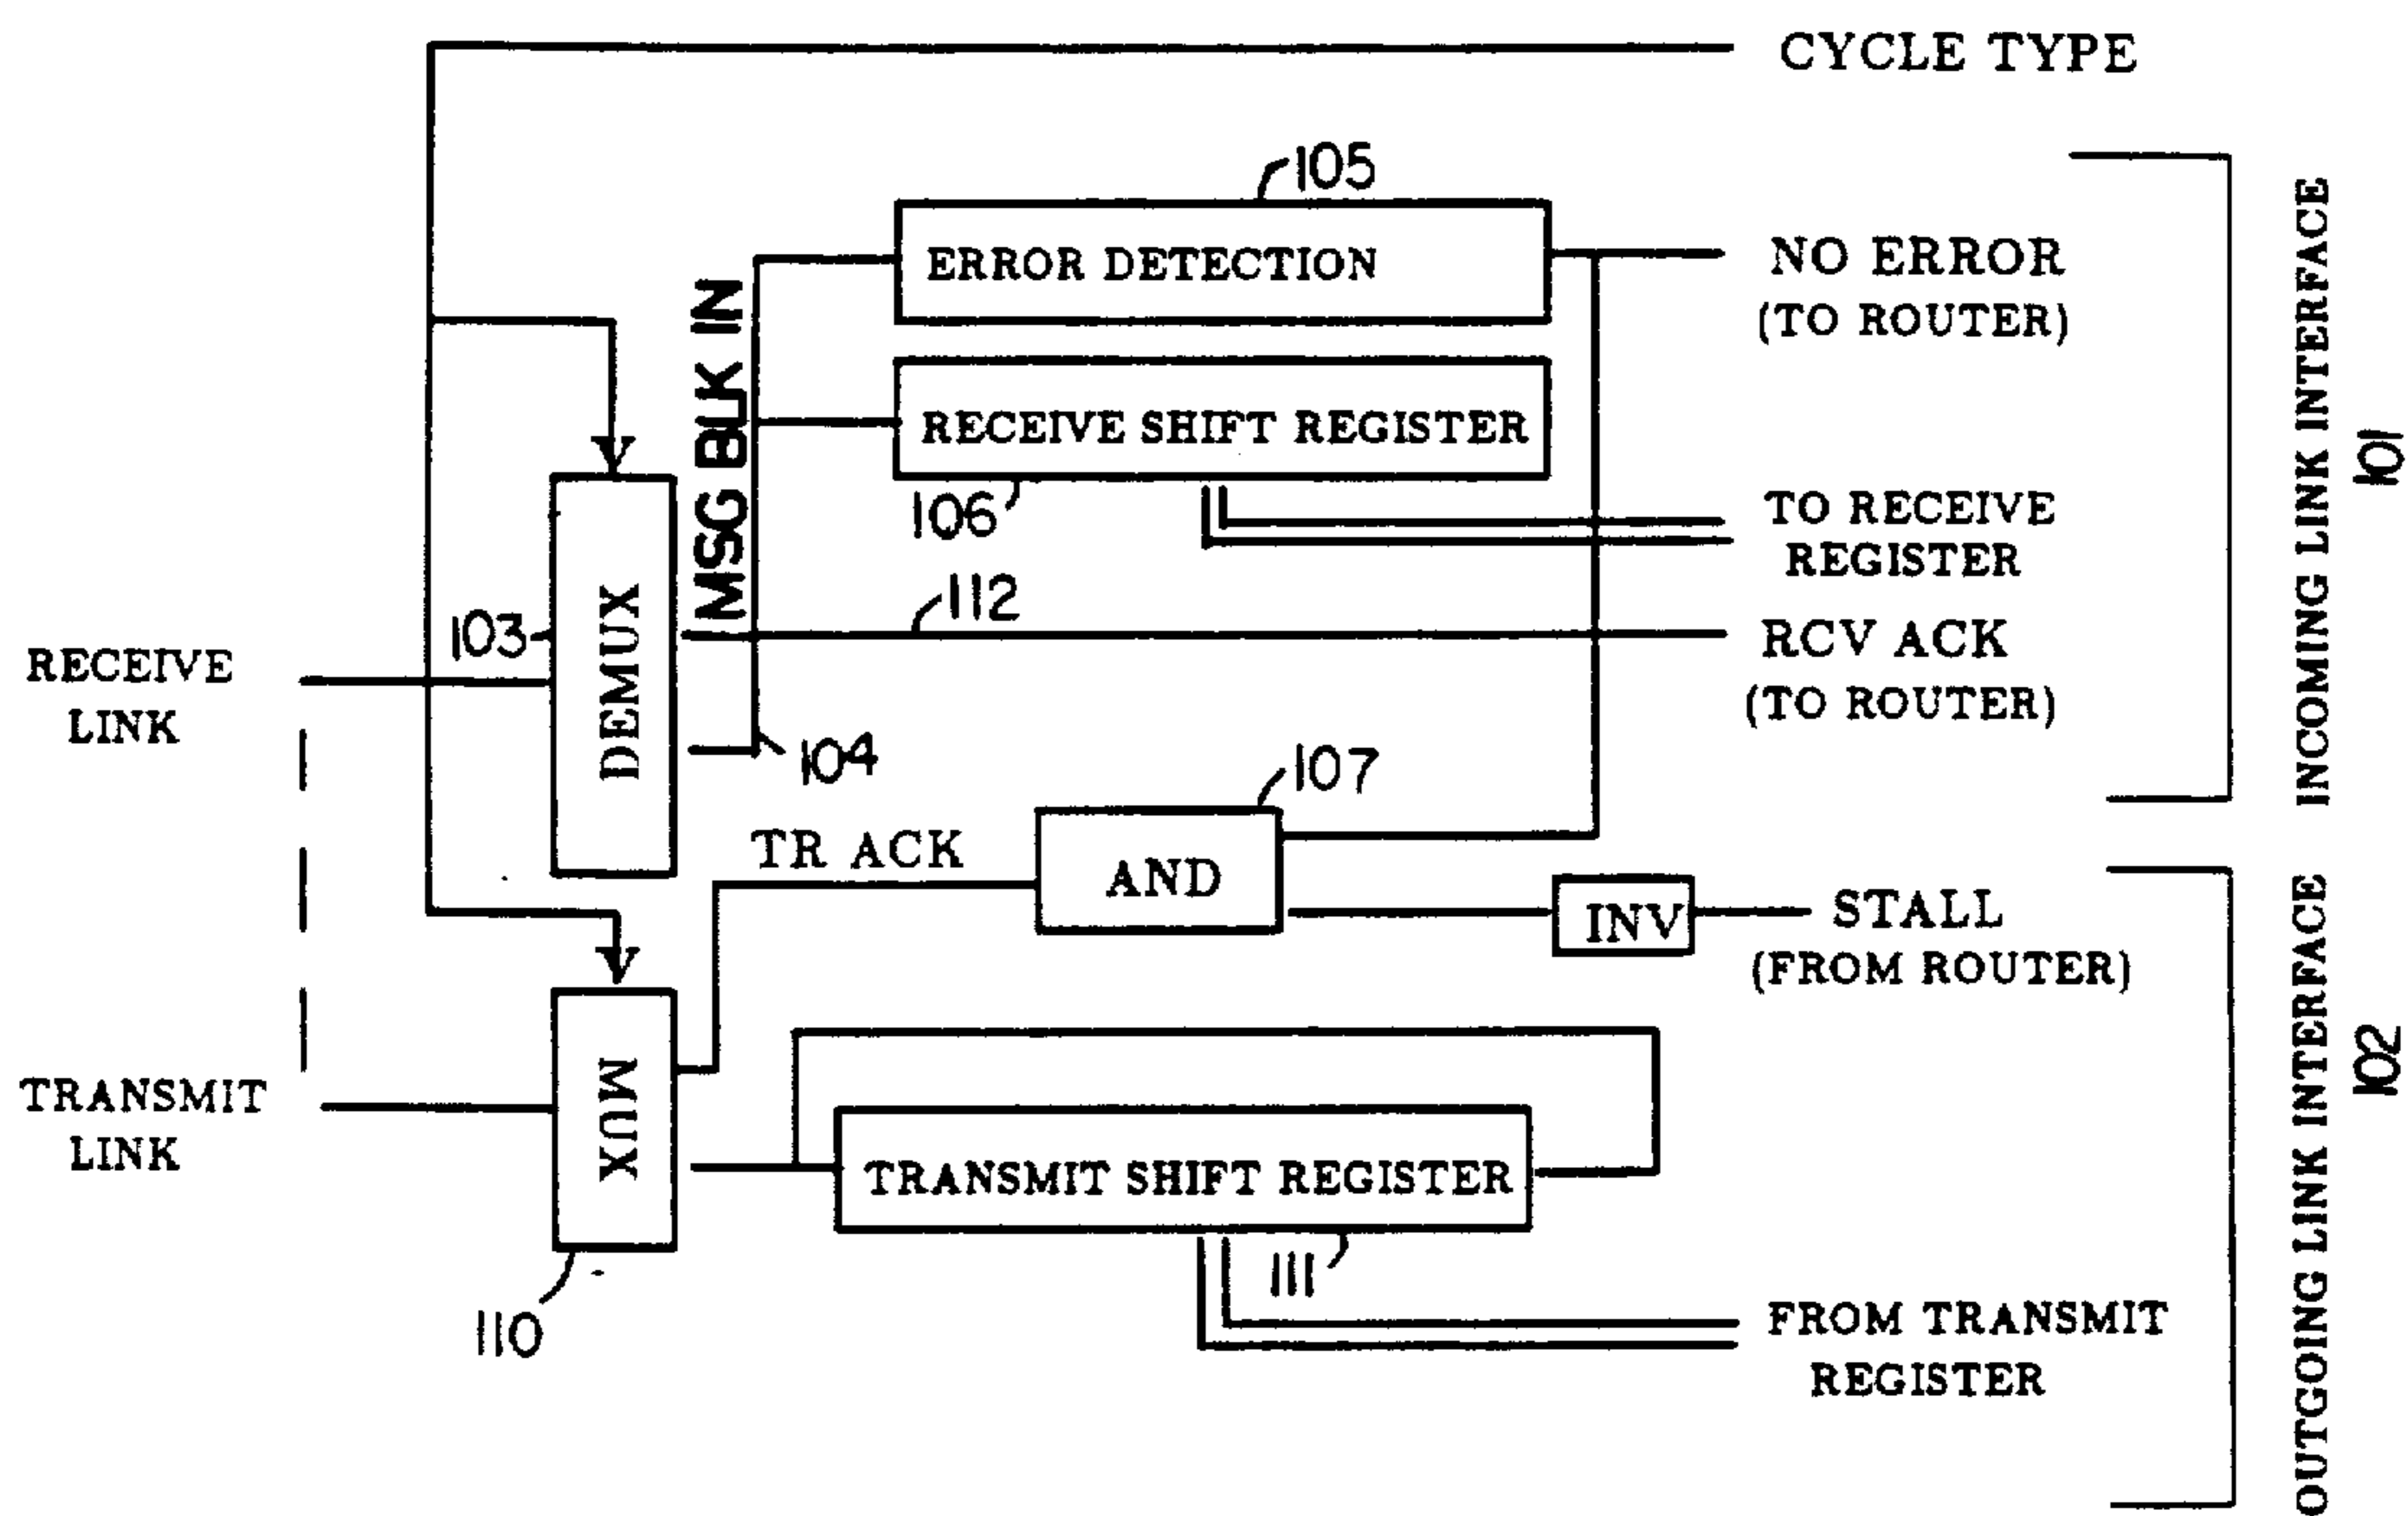 CYCLE TYPE
105
ERROR DETECTION
NO ERROR
(TO ROUTER)
MSG BLK IN
RECEIVE SHIFT REGISTER
106
TO RECEIVE
REGISTER
112
RCV ACK
(TO ROUTER)
103
DEMUX
RECEIVE
LINK
104
INCOMING LINK INTERFACE
101
107
TR ACK
AND
INV
STALL
(FROM ROUTER)
MUX
TRANSMIT
LINK
TRANSMIT SHIFT REGISTER
111
110
FROM TRANSMIT
REGISTER
OUTGOING LINK INTERFACE
102